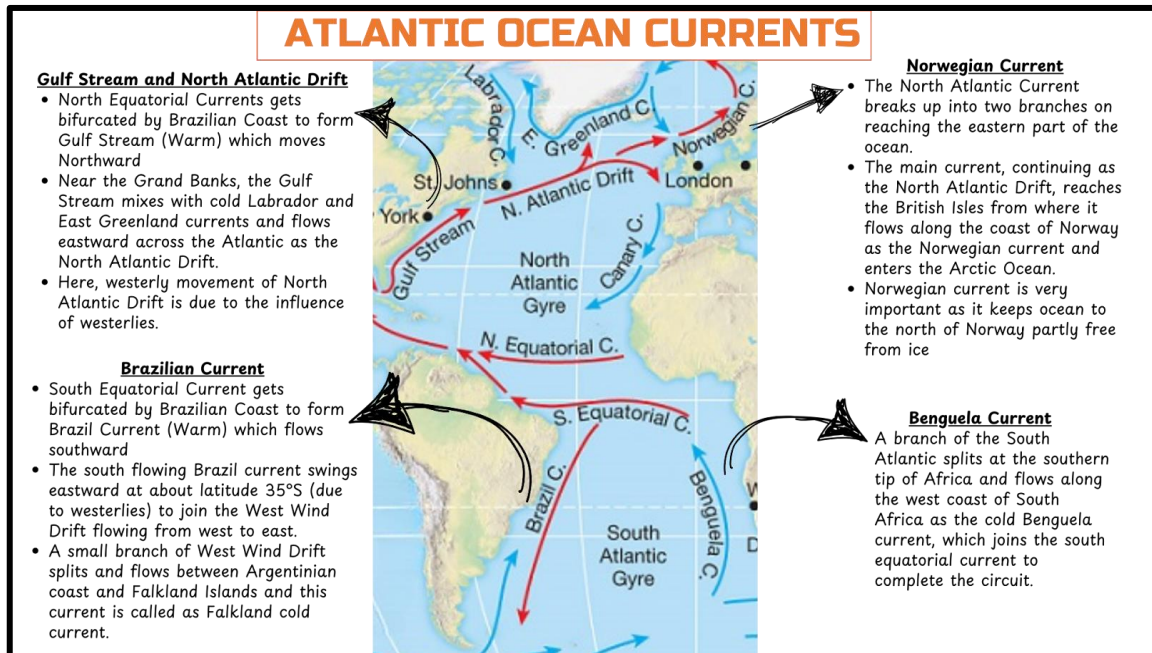 ATLANTIC OCEAN CURRENTS
Gulf Stream and North Atlantic Drift
• North Equatorial Currents gets
bifurcated by Brazilian Coast to form
Gulf Stream (Warm) which moves
Northward
• Near the Grand Banks, the Gulf
Stream mixes with cold Labrador and
East Greenland currents and flows
eastward across the Atlantic as the
North Atlantic Drift.
• Here, westerly movement of North
Atlantic Drift is due to the influence
of westerlies.
Brazilian Current
• South Equatorial Current gets
bifurcated by Brazilian Coast to form
Brazil Current (Warm) which flows
southward
• The south flowing Brazil current swings
eastward at about latitude 35°S (due
to westerlies) to join the West Wind
Drift flowing from west to east.
• A small branch of West Wind Drift
splits and flows between Argentinian
coast and Falkland Islands and this
current is called as Falkland cold
current.
Labrador C.
E. Greenland C.
Norwegian C.
St. Johns
London
N. Atlantic Drift
York
Gulf Stream
Canary C.
North
Atlantic
Gyre
N. Equatorial C.
S. Equatorial C.
Brazil C.
Benguela C.
South
Atlantic
Gyre
W
D
Norwegian Current
• The North Atlantic Current
breaks up into two branches on
reaching the eastern part of the
ocean.
• The main current, continuing as
the North Atlantic Drift, reaches
the British Isles from where it
flows along the coast of Norway
as the Norwegian current and
enters the Arctic Ocean.
• Norwegian current is very
important as it keeps ocean to
the north of Norway partly free
from ice
Benguela Current
• A branch of the South
Atlantic splits at the southern
tip of Africa and flows along
the west coast of South
Africa as the cold Benguela
current, which joins the south
equatorial current to
complete the circuit.